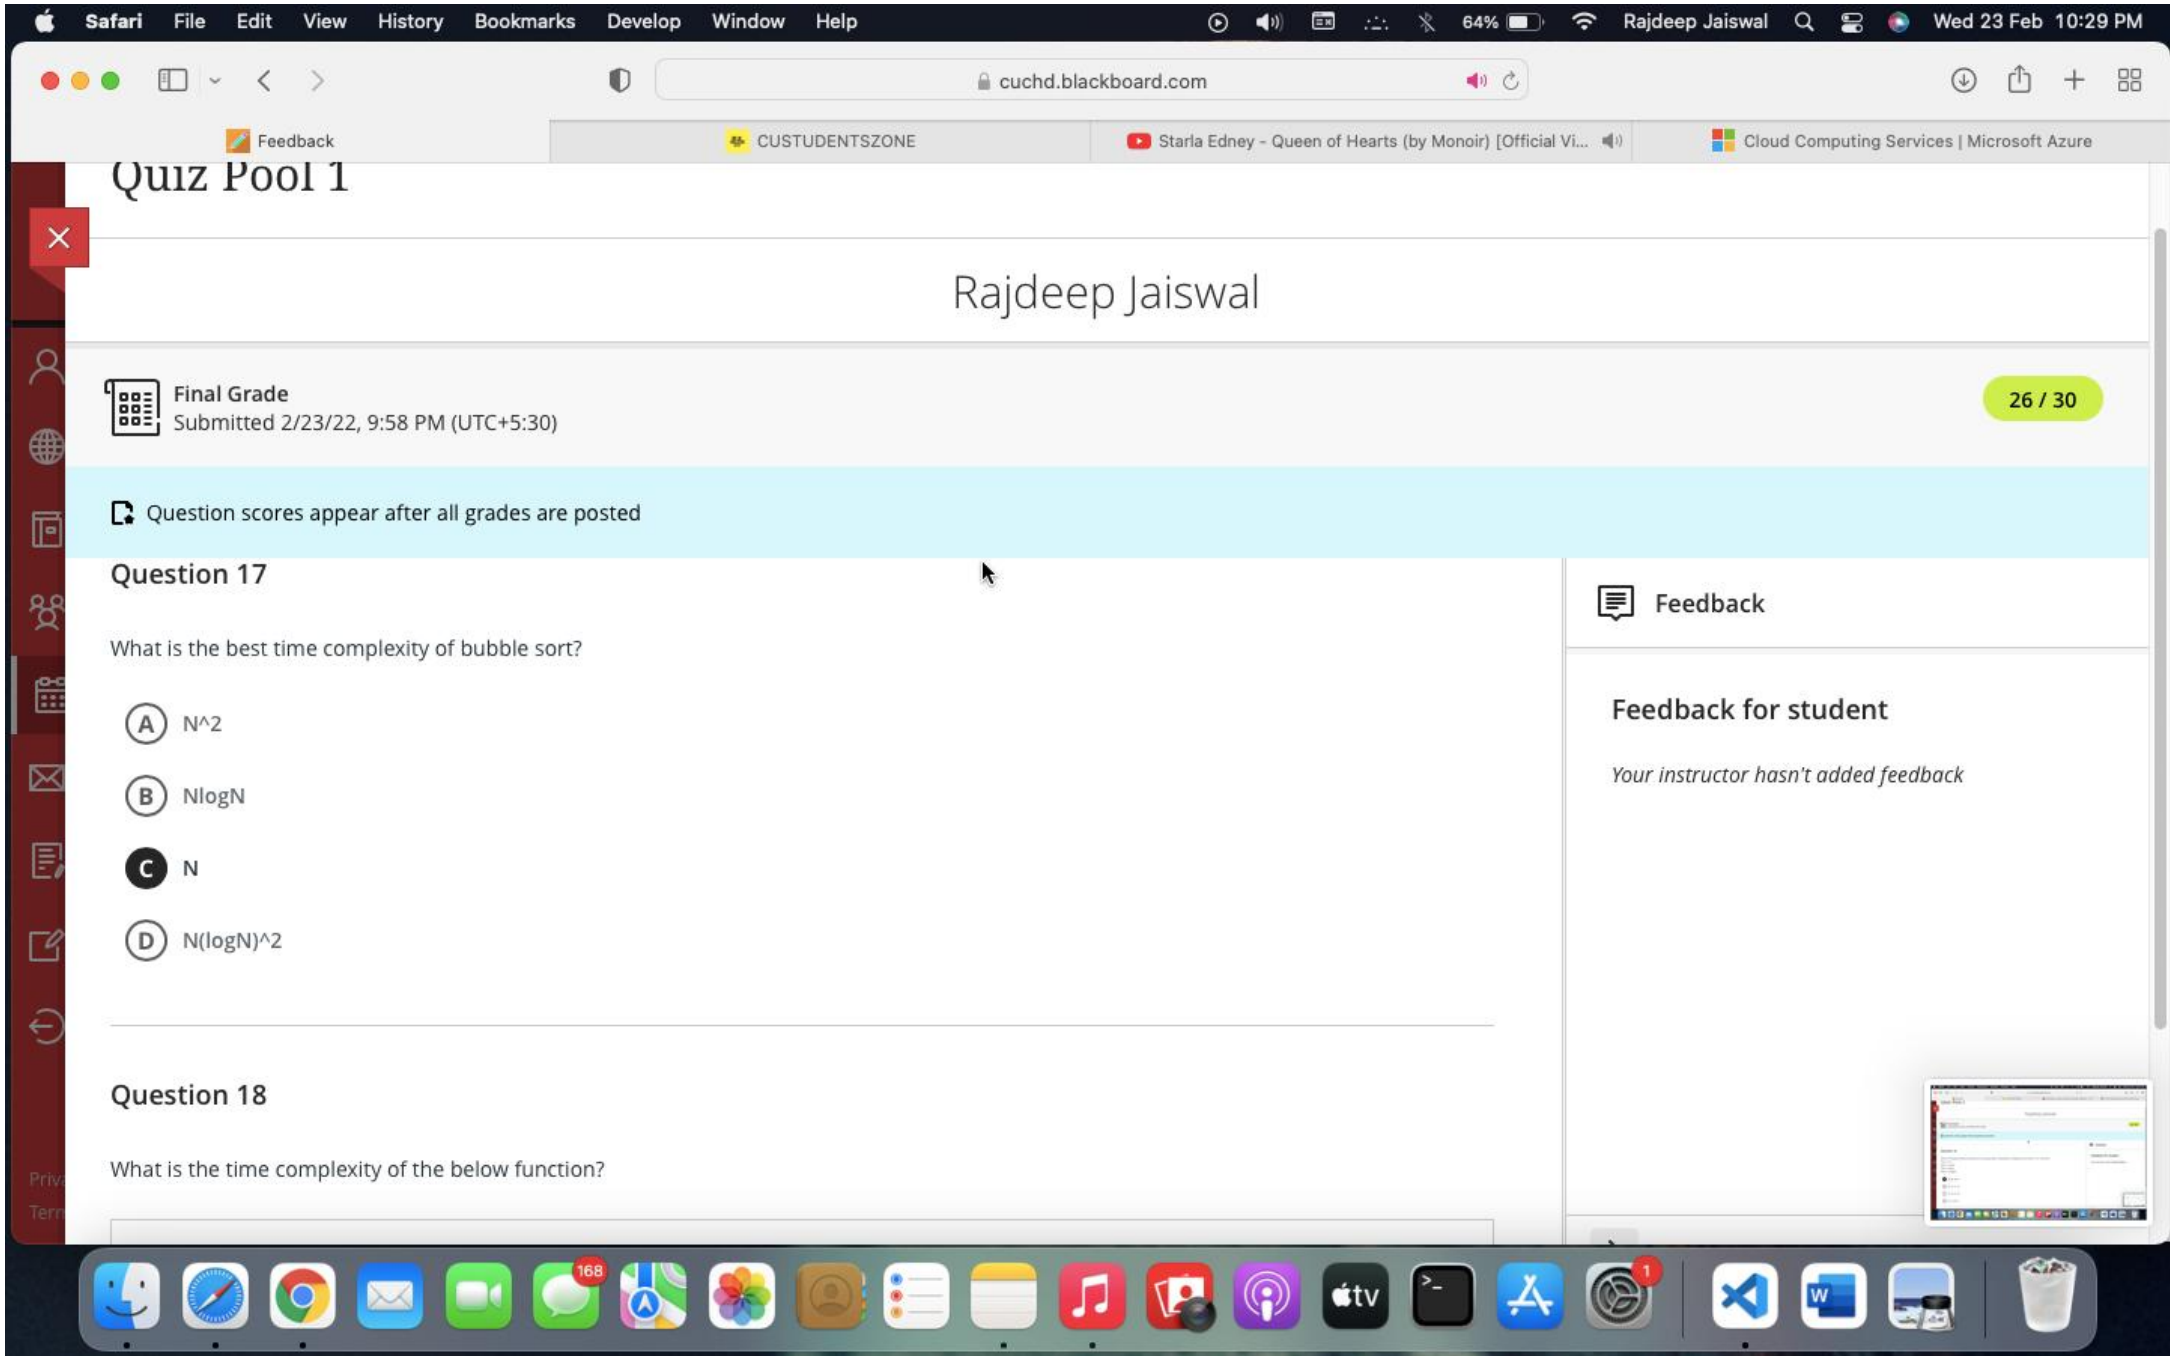 Safari File Edit View History Bookmarks Develop Window Help 64% Rajdeep Jaiswal Wed 23 Feb 10:29 PM
cuchd.blackboard.com
Feedback CUSTUDENTSZONE Starla Edney - Queen of Hearts (by Monoir) [Official Vi... Cloud Computing Services | Microsoft Azure
Quiz Pool 1
Rajdeep Jaiswal
Final Grade
Submitted 2/23/22, 9:58 PM (UTC+5:30)
26 / 30
Question scores appear after all grades are posted
Question 17
What is the best time complexity of bubble sort?
A N^2
B NlogN
C N
D N(logN)^2
Question 18
What is the time complexity of the below function?
Feedback
Feedback for student
Your instructor hasn't added feedback
Priva
Term
168
tv
>_
1
W